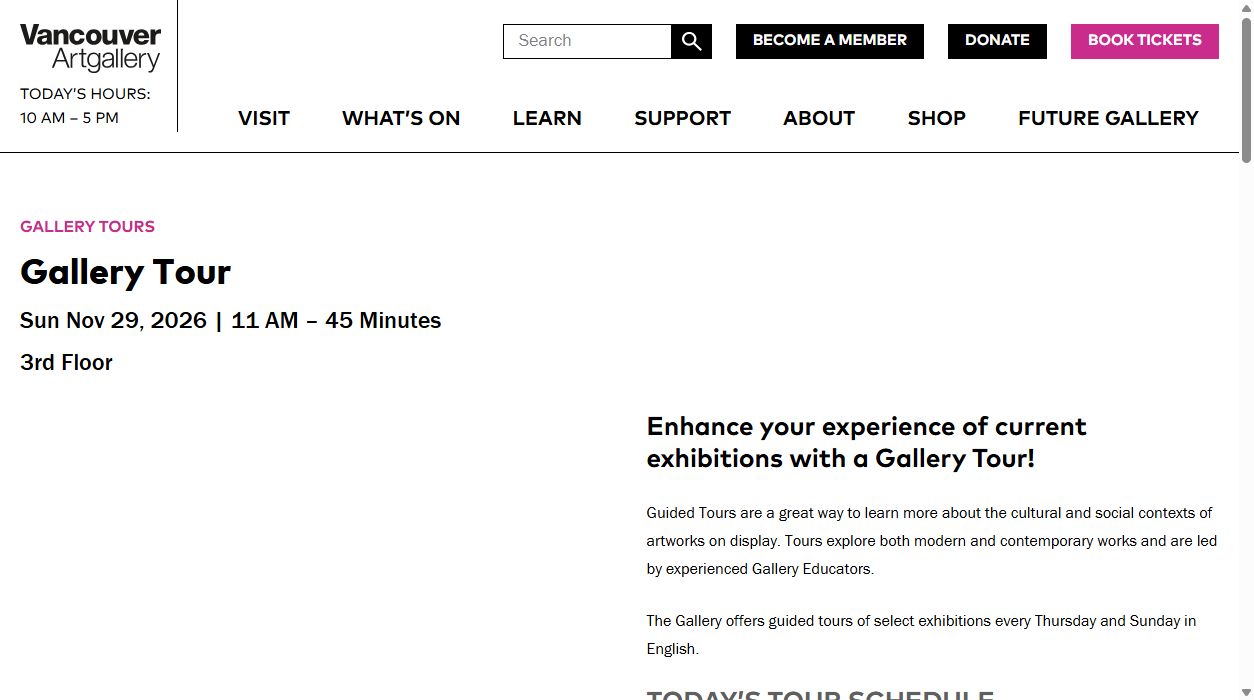 Vancouver
Artgallery
TODAY'S HOURS:
10 AM – 5 PM
Search
BECOME A MEMBER
DONATE
BOOK TICKETS
VISIT
WHAT'S ON
LEARN
SUPPORT
ABOUT
SHOP
FUTURE GALLERY
GALLERY TOURS
Gallery Tour
Sun Nov 29, 2026 | 11 AM – 45 Minutes
3rd Floor
Enhance your experience of current
exhibitions with a Gallery Tour!
Guided Tours are a great way to learn more about the cultural and social contexts of
artworks on display. Tours explore both modern and contemporary works and are led
by experienced Gallery Educators.
The Gallery offers guided tours of select exhibitions every Thursday and Sunday in
English.
TODAY'S TOUR SCHEDULE